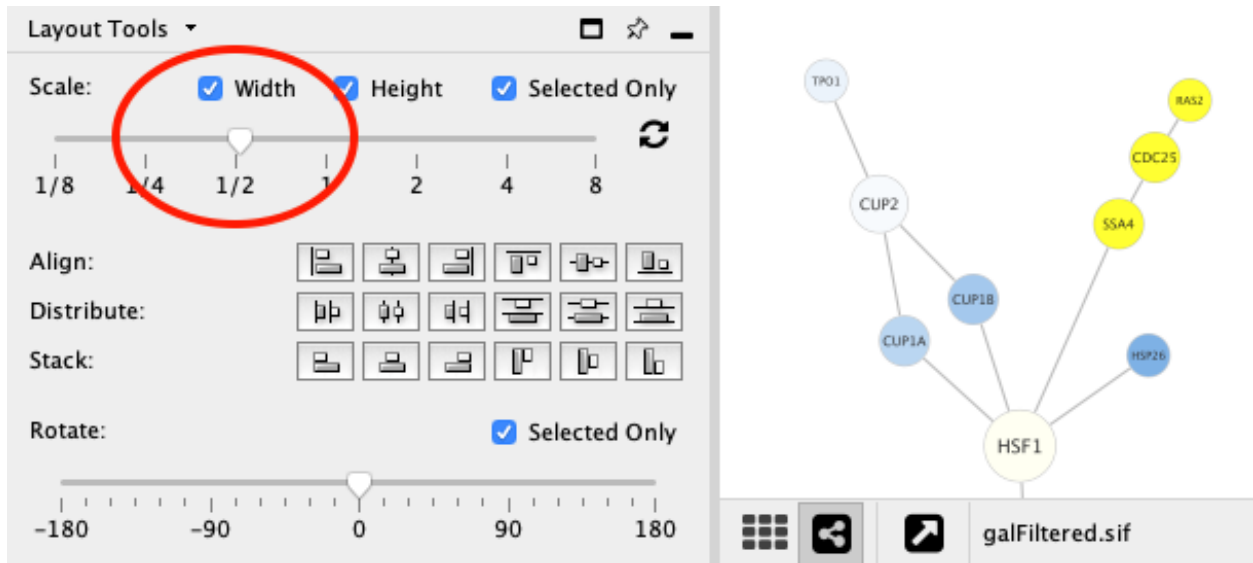 Layout Tools
Scale: Width Height Selected Only
1/8 1/4 1/2 1 2 4 8
Align:
Distribute:
Stack:
Rotate: Selected Only
-180 -90 0 90 180
TPO1
RAS2
CDC25
CUP2
SSA4
CUP1B
CUP1A
HSP26
HSF1
galFiltered.sif